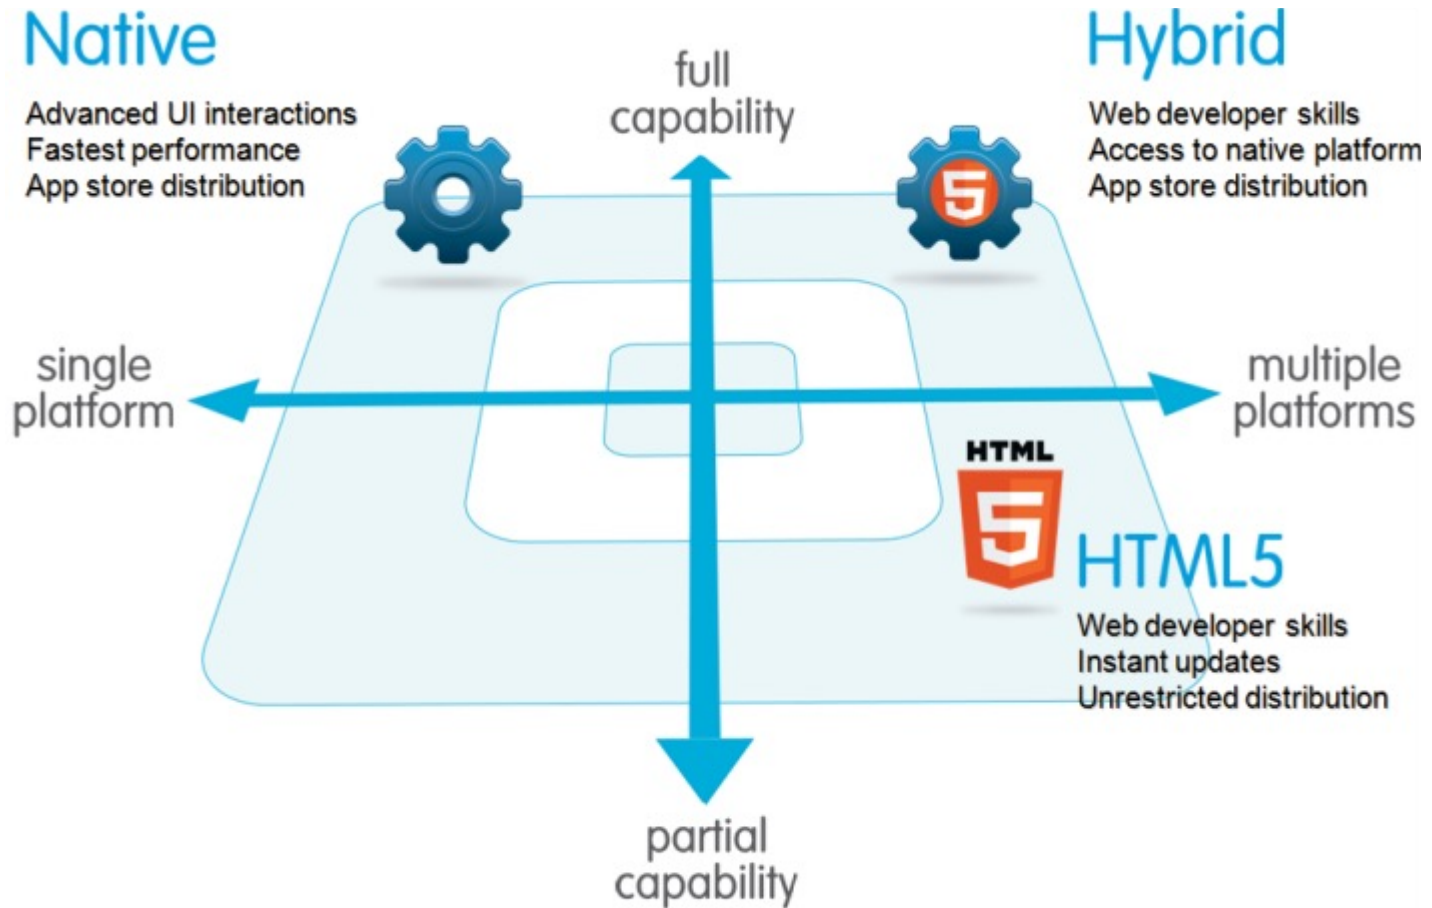 Native
Advanced UI interactions
Fastest performance
App store distribution
full
capability
Hybrid
Web developer skills
Access to native platform
App store distribution
5
single
platform
multiple
platforms
HTML
5
HTML5
Web developer skills
Instant updates
Unrestricted distribution
partial
capability